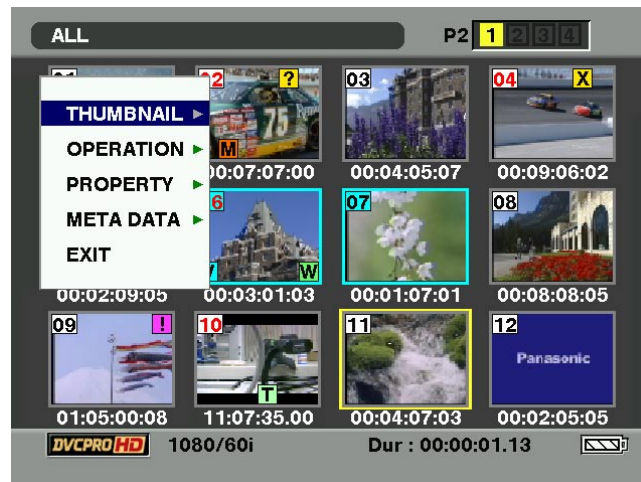 ALL P2 1 2 3 4
02 ? 03 04 X
THUMBNAIL
75
M
OPERATION
00:07:07:00 00:04:05:07 00:09:06:02
PROPERTY
META DATA
07 08
EXIT
W
00:02:09:05 00:03:01:03 00:01:07:01 00:08:08:05
09 ! 10 11 12
Panasonic
T
01:05:00:08 11:07:35.00 00:04:07:03 00:02:05:05
DVCPRO HD 1080/60i Dur : 00:00:01.13